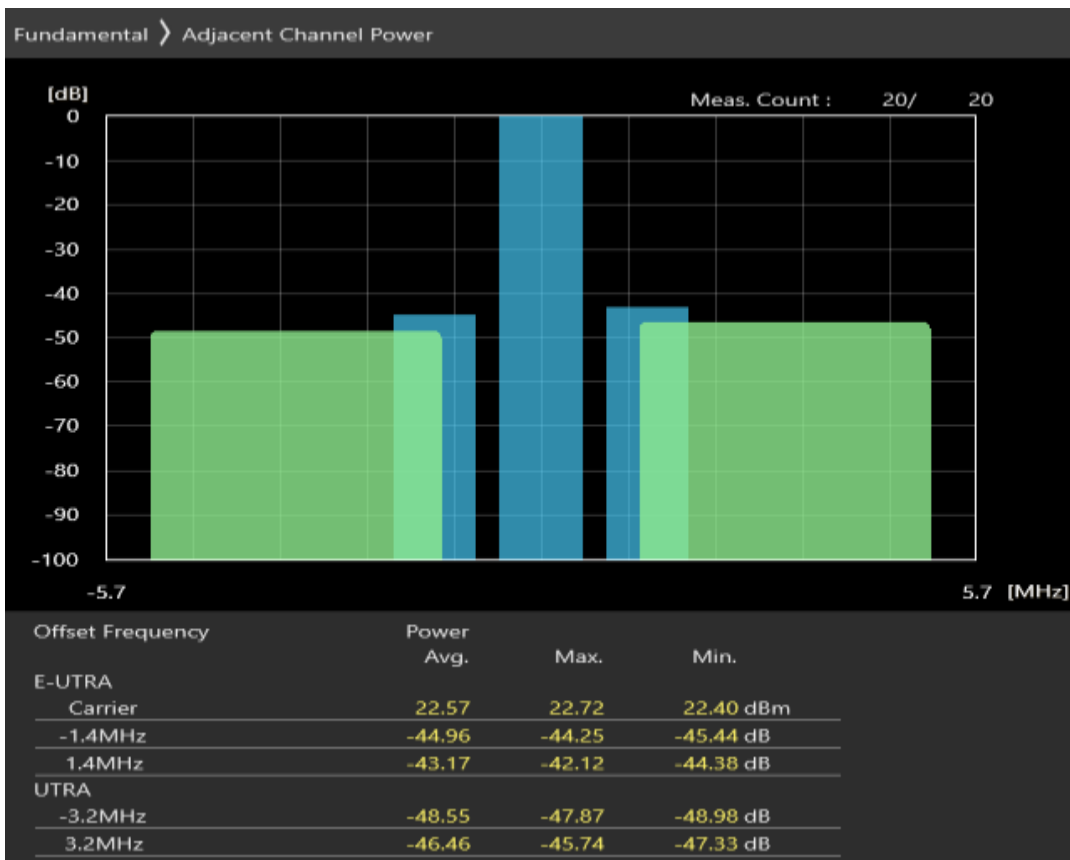 Fundamental 〉 Adjacent Channel Power
[dB]
Meas. Count : 20/ 20
0
-10
-20
-30
-40
-50
-60
-70
-80
-90
-100
-5.7 5.7 [MHz]
Offset Frequency Power
Avg. Max. Min.
E-UTRA
Carrier 22.57 22.72 22.40 dBm
-1.4MHz -44.96 -44.25 -45.44 dB
1.4MHz -43.17 -42.12 -44.38 dB
UTRA
-3.2MHz -48.55 -47.87 -48.98 dB
3.2MHz -46.46 -45.74 -47.33 dB